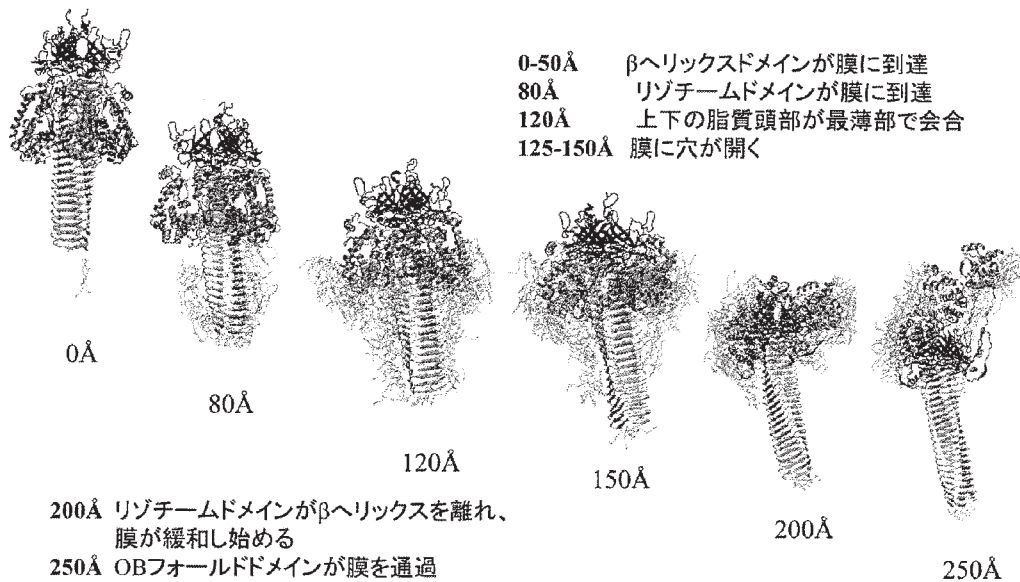 0-50Å βヘリックスドメインが膜に到達
80Å リゾチームドメインが膜に到達
120Å 上下の脂質頭部が最薄部で会合
125-150Å 膜に穴が開く
0Å
80Å
120Å
150Å
200Å
250Å
200Å リゾチームドメインがβヘリックスを離れ、
膜が緩和し始める
250Å OBフォールドドメインが膜を通過